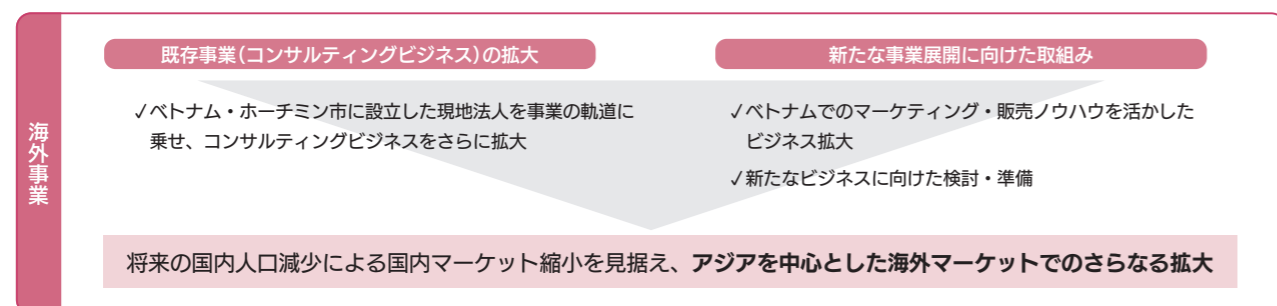 海外事業
既存事業(コンサルティングビジネス)の拡大
✓ベトナム・ホーチミン市に設立した現地法人を事業の軌道に
乗せ、コンサルティングビジネスをさらに拡大
新たな事業展開に向けた取組み
✓ベトナムでのマーケティング・販売ノウハウを活かした
ビジネス拡大
✓新たなビジネスに向けた検討・準備
将来の国内人口減少による国内マーケット縮小を見据え、アジアを中心とした海外マーケットでのさらなる拡大